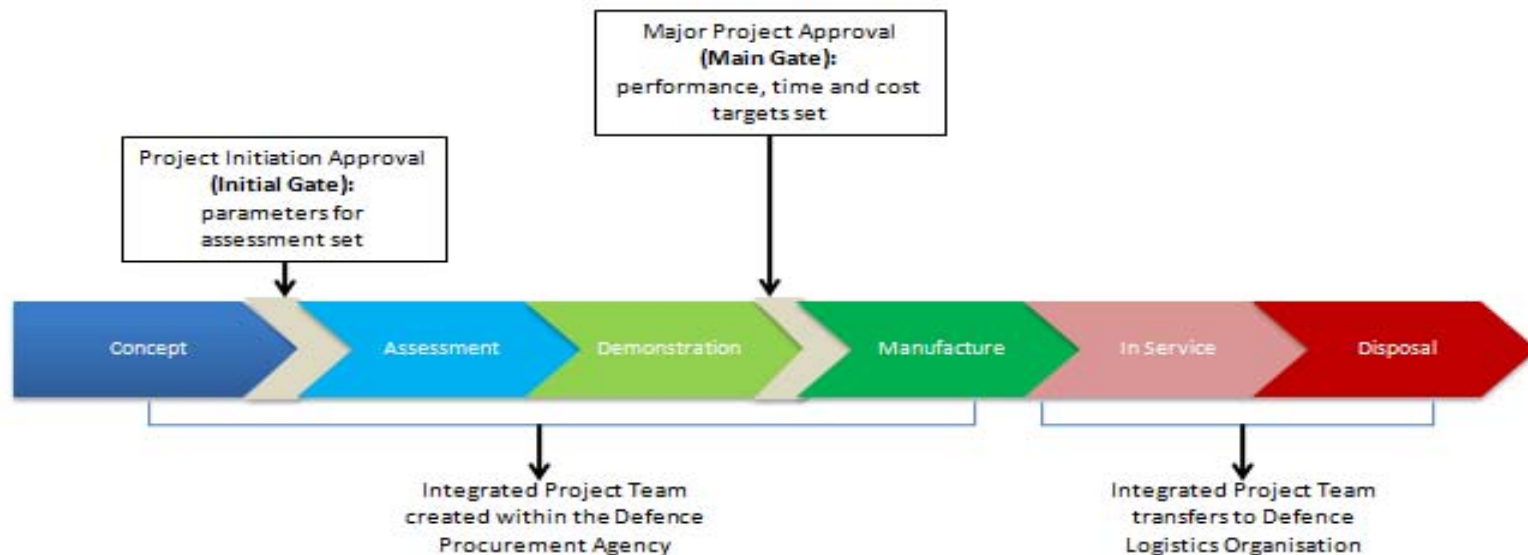 Major Project Approval
(Main Gate):
performance, time and cost
targets set
Project Initiation Approval
(Initial Gate):
parameters for
assessment set
Concept
Assessment
Demonstration
Manufacture
In Service
Disposal
Integrated Project Team
created within the Defence
Procurement Agency
Integrated Project Team
transfers to Defence
Logistics Organisation